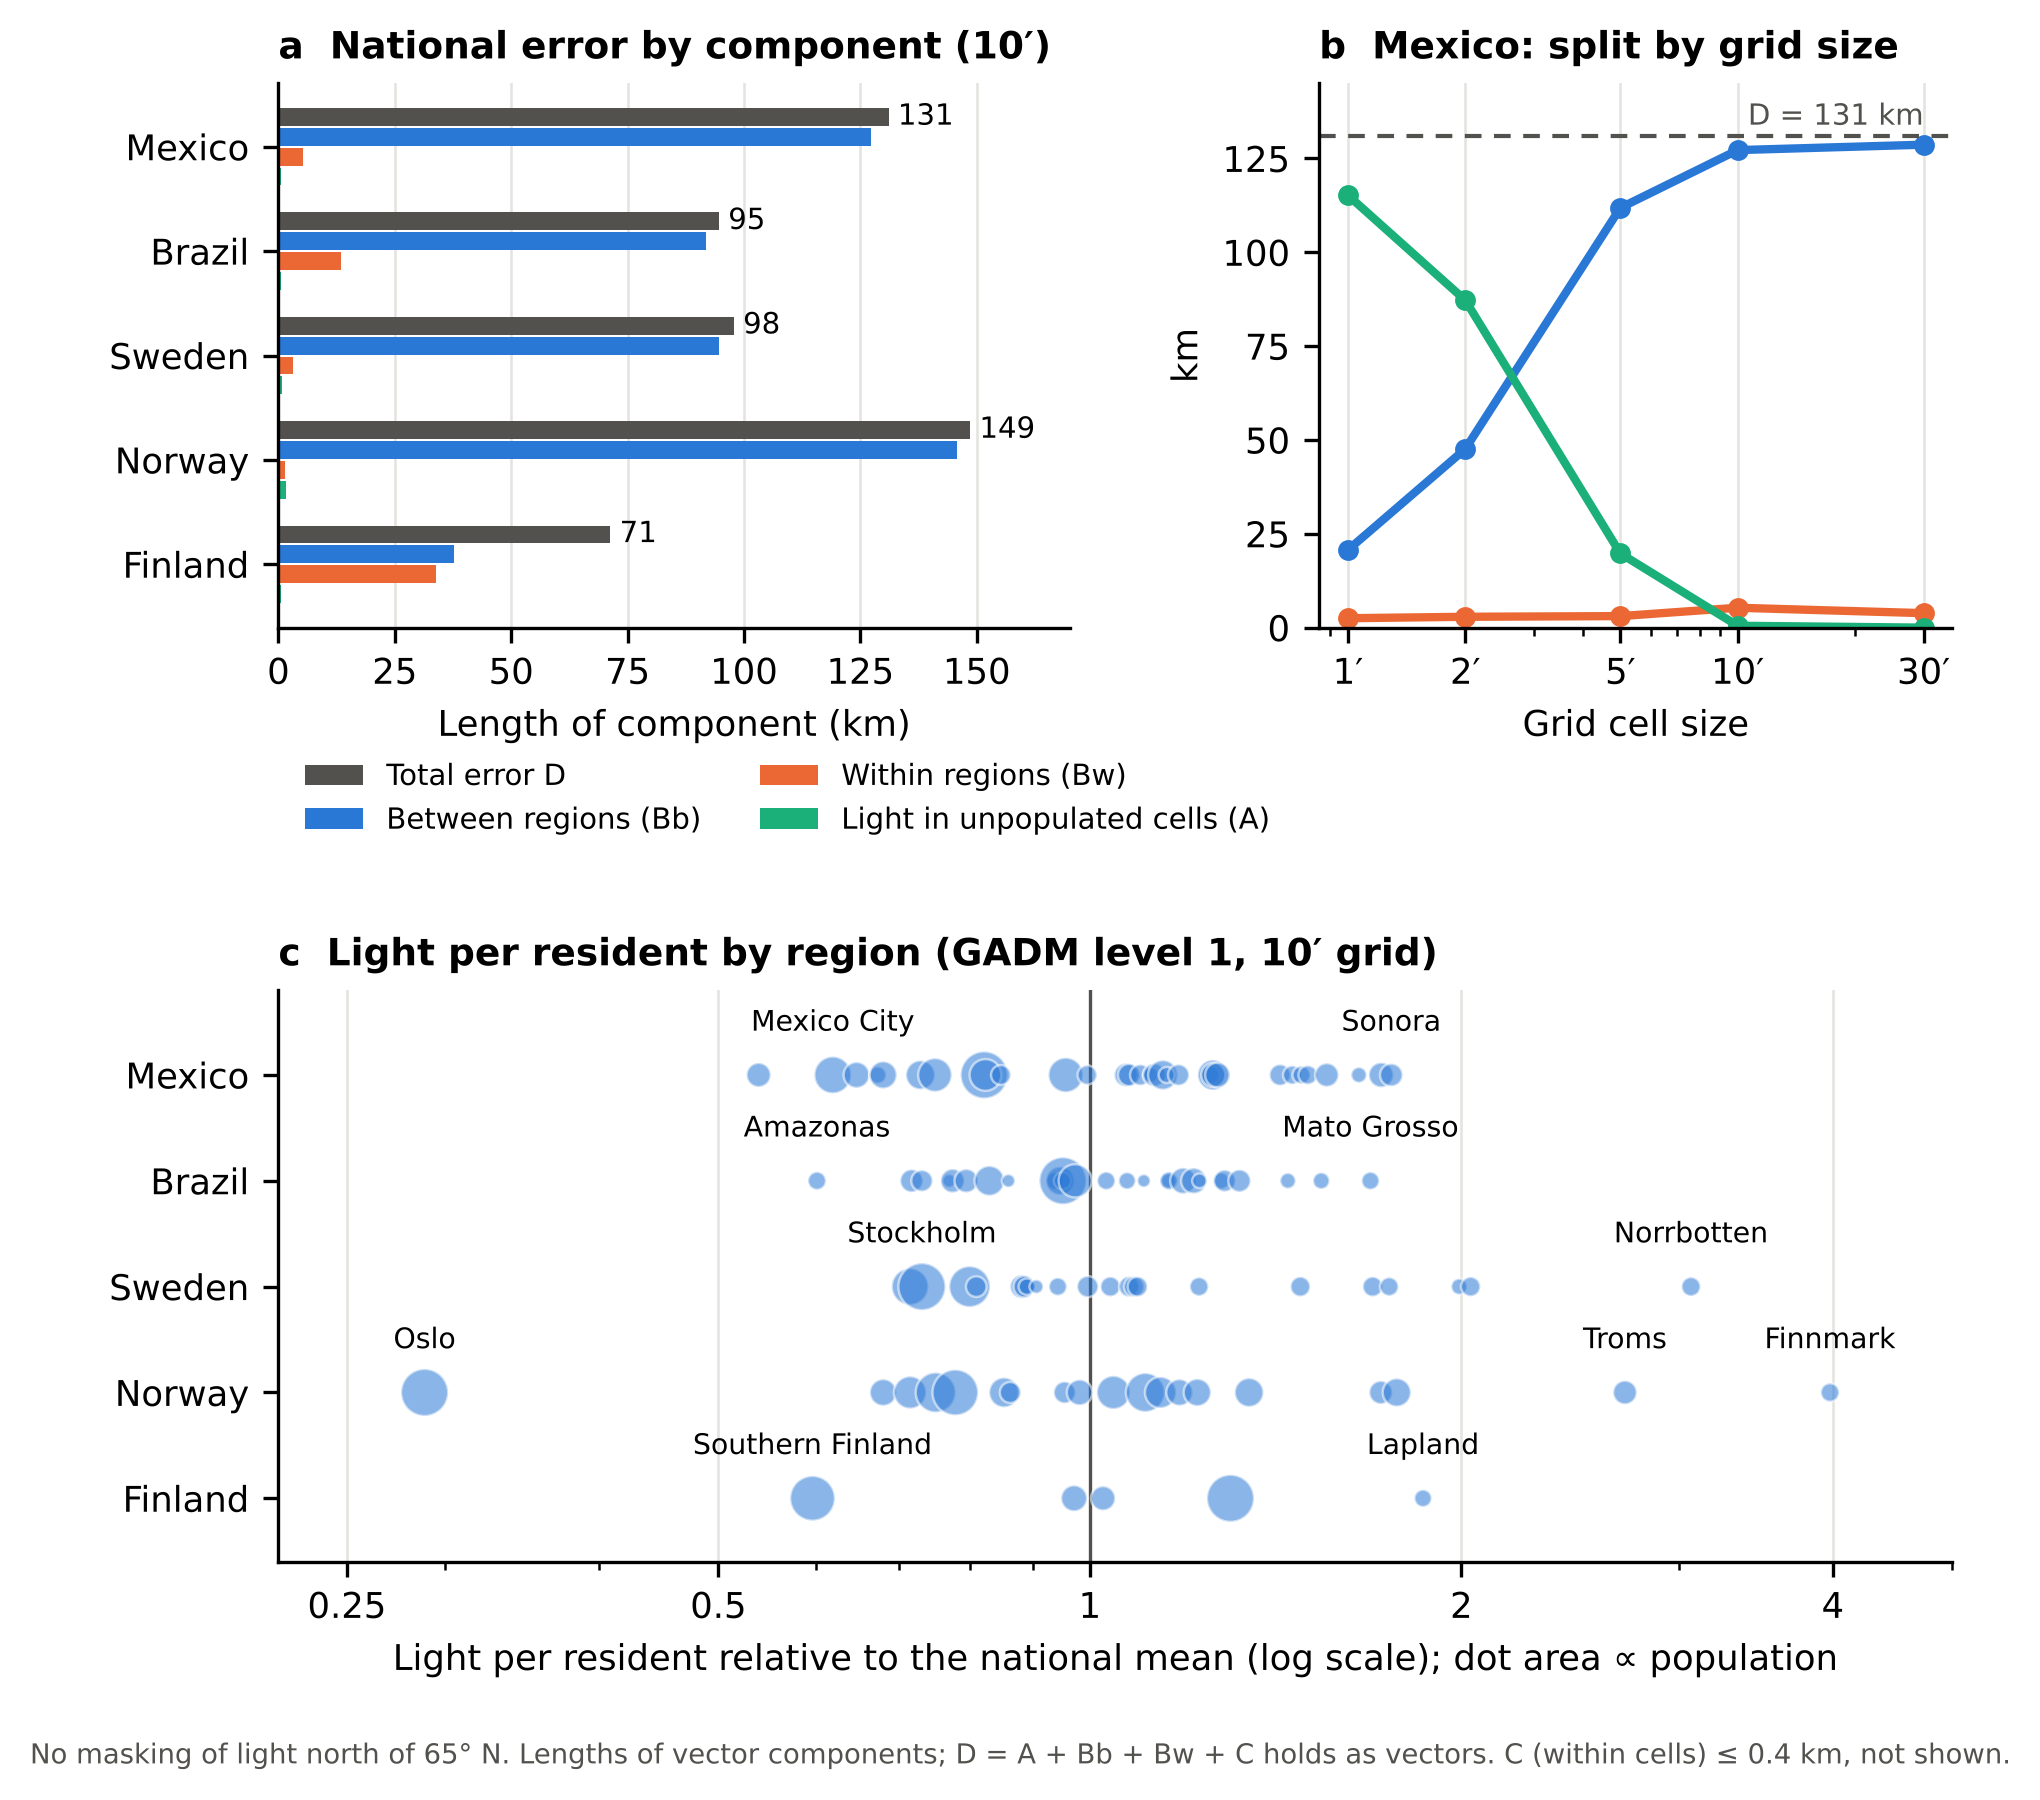 a  National error by component (10′)
Mexico
Brazil
Sweden
Norway
Finland
131
95
98
149
71
0 25 50 75 100 125 150
Length of component (km)
Total error D
Between regions (Bb)
Within regions (Bw)
Light in unpopulated cells (A)
b  Mexico: split by grid size
D = 131 km
125
100
75
50
25
0
km
1′ 2′ 5′ 10′ 30′
Grid cell size
c  Light per resident by region (GADM level 1, 10′ grid)
Mexico City Sonora
Mexico
Amazonas Mato Grosso
Brazil
Stockholm Norrbotten
Sweden
Oslo Troms Finnmark
Norway
Southern Finland Lapland
Finland
0.25 0.5 1 2 4
Light per resident relative to the national mean (log scale); dot area ∝ population
No masking of light north of 65° N. Lengths of vector components; D = A + Bb + Bw + C holds as vectors. C (within cells) ≤ 0.4 km, not shown.